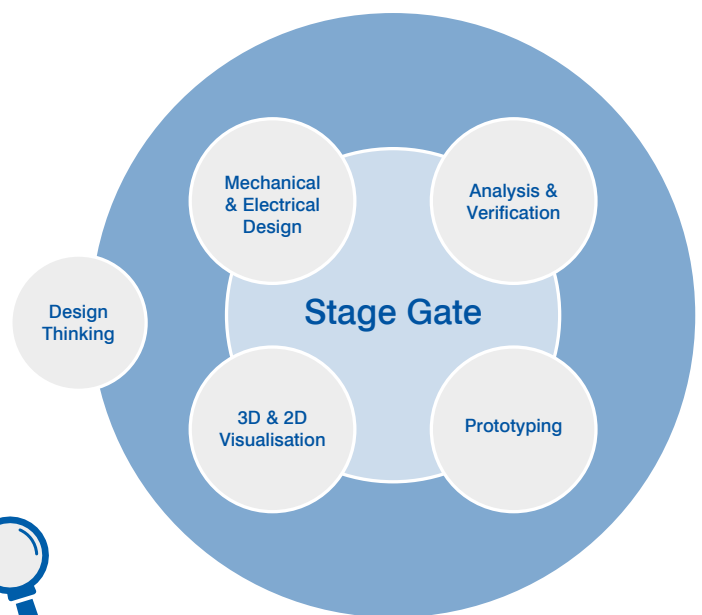 Mechanical
& Electrical
Design
Analysis &
Verification
Design
Thinking
Stage Gate
3D & 2D
Visualisation
Prototyping